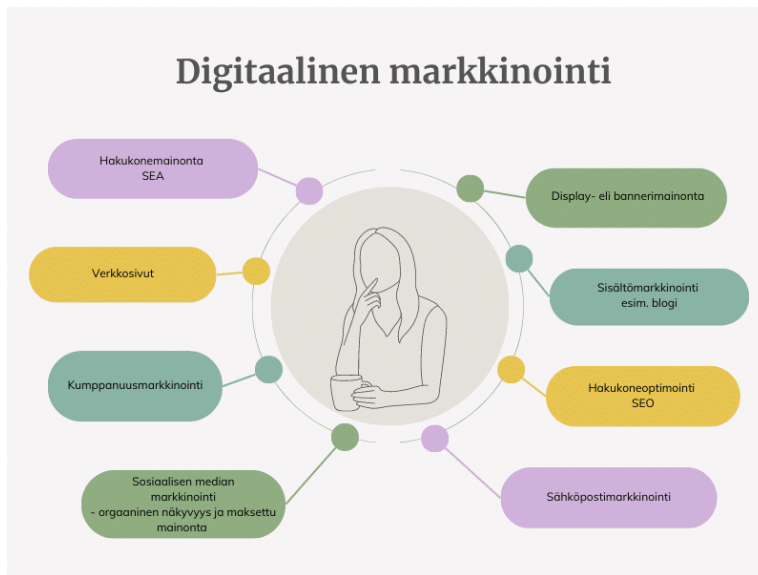 Digitaalinen markkinointi
Hakukonemainonta
SEA
Verkkosivut
Kumppanuusmarkkinointi
Sosiaalisen median
markkinointi
- orgaaninen näkyvyys ja maksettu
mainonta
Display- eli bannerimainonta
Sisältömarkkinointi
esim. blogi
Hakukoneoptimointi
SEO
Sähköpostimarkkinointi